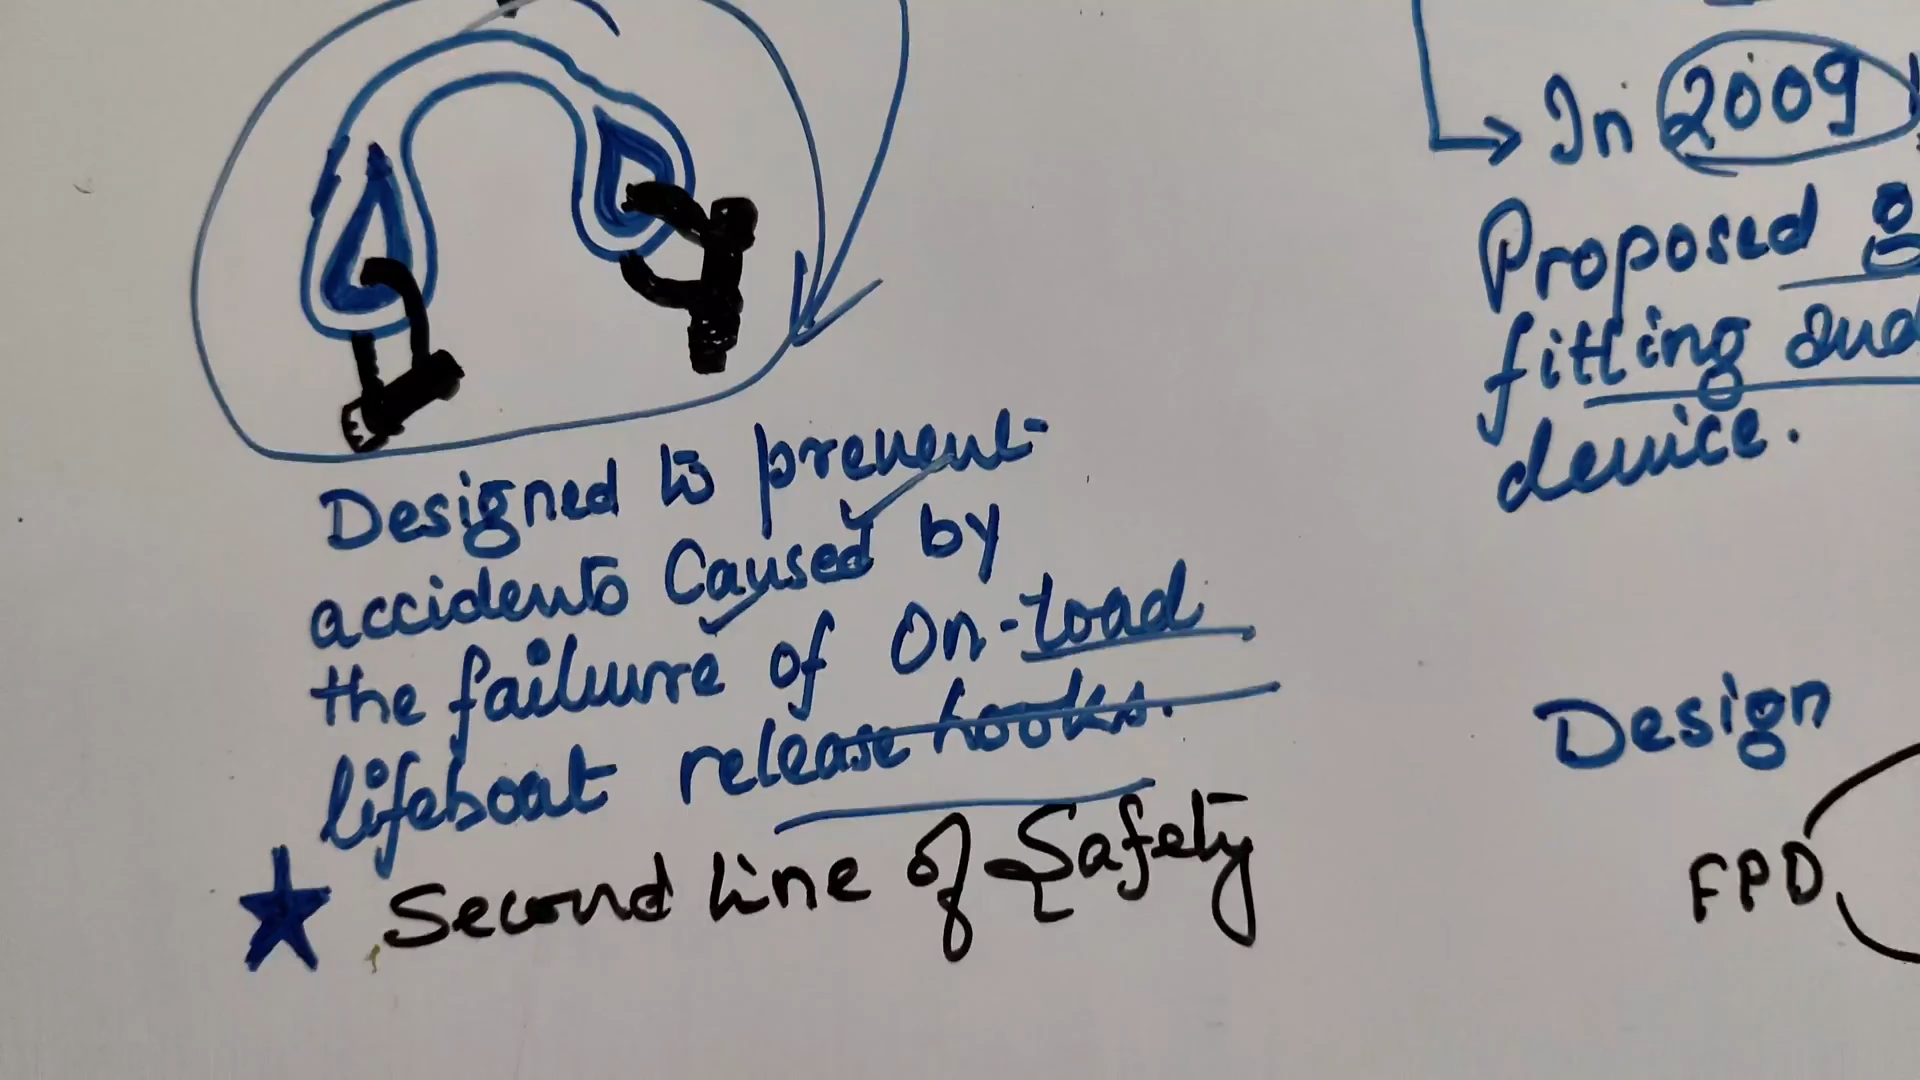 Designed to prevent
accidents Caused by
the failure of On-Load
lifeboat release hooks.
Second line of Safety
In 2009
Proposed
fitting
device.
Design
FPD